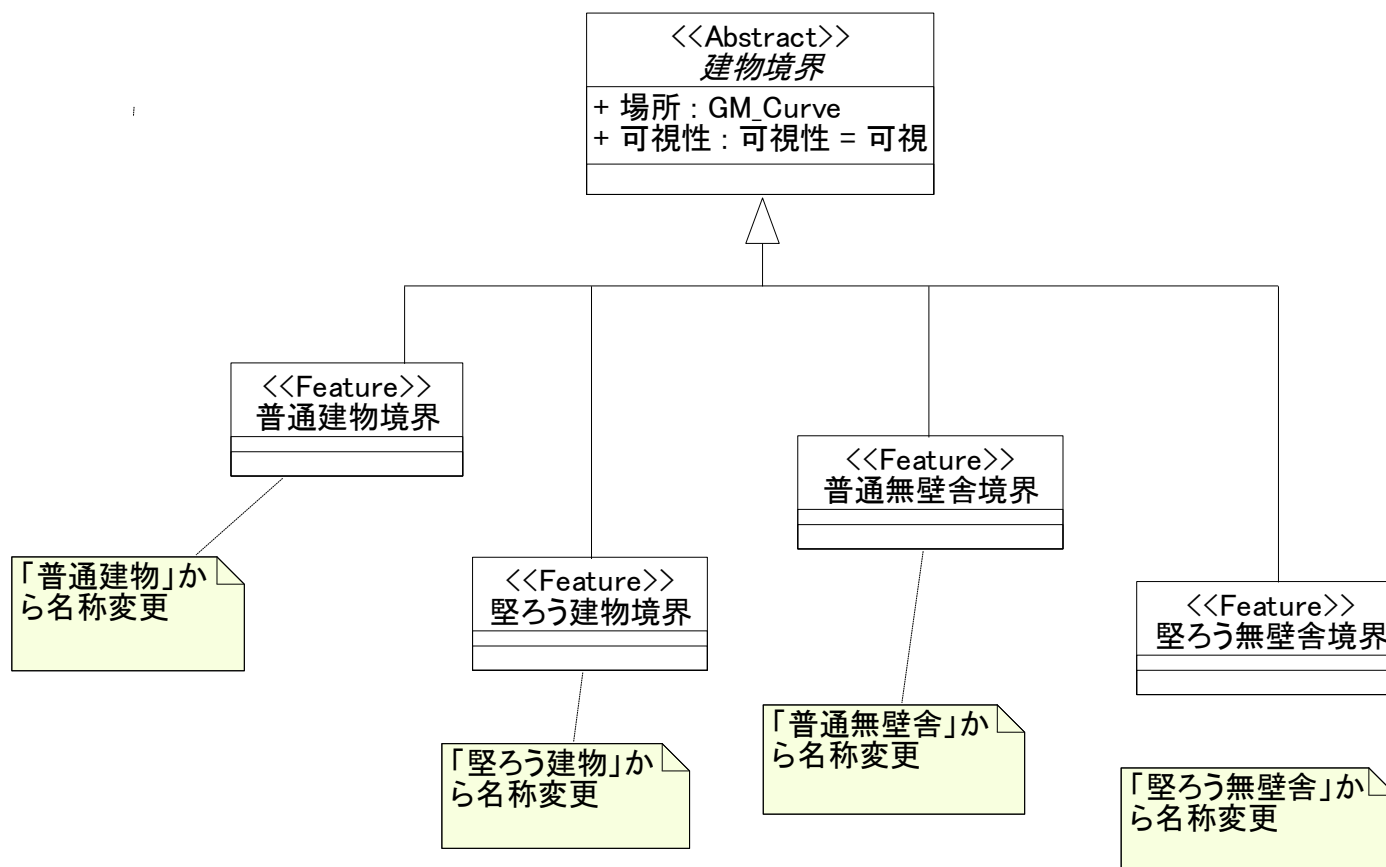 <<Abstract>>
建物境界
+ 場所 : GM_Curve
+ 可視性 : 可視性 = 可視
<<Feature>>
普通建物境界
「普通建物」か
ら名称変更
<<Feature>>
堅ろう建物境界
「堅ろう建物」か
ら名称変更
<<Feature>>
普通無壁舎境界
「普通無壁舎」か
ら名称変更
<<Feature>>
堅ろう無壁舎境界
「堅ろう無壁舎」か
ら名称変更